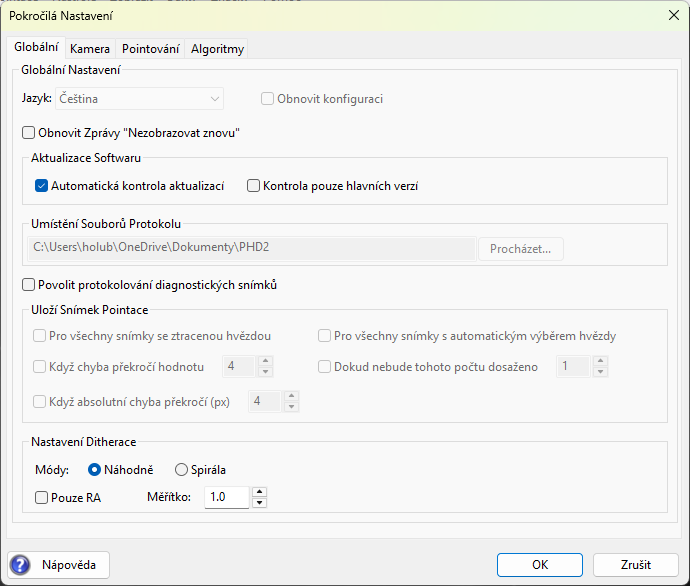 Pokročilá Nastavení
Globální Kamera Pointování Algoritmy
Globální Nastavení
Jazyk: Čeština Obnovit konfiguraci
Obnovit Zprávy "Nezobrazovat znovu"
Aktualizace Softwaru
Automatická kontrola aktualizací Kontrola pouze hlavních verzí
Umístění Souborů Protokolu
C:\Users\holub\OneDrive\Dokumenty\PHD2 Procházet...
Povolit protokolování diagnostických snímků
Uloží Snímek Pointace
Pro všechny snímky se ztracenou hvězdou Pro všechny snímky s automatickým výběrem hvězdy
Když chyba překročí hodnotu 4 Dokud nebude tohoto počtu dosaženo 1
Když absolutní chyba překročí (px) 4
Nastavení Ditherace
Módy: Náhodně Spirála
Pouze RA Měřítko: 1.0
? Nápověda OK Zrušit